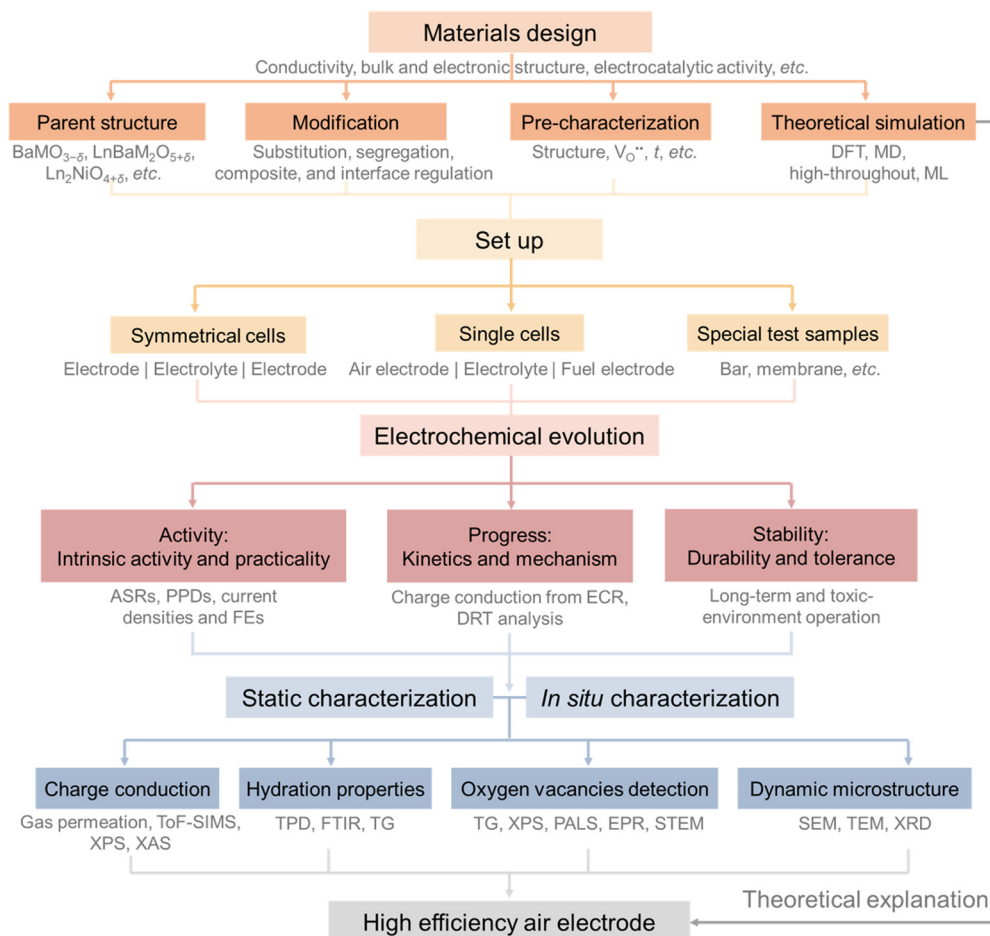 Materials design
Conductivity, bulk and electronic structure, electrocatalytic activity, etc.
Parent structure
BaMO₃₋δ, LnBaM₂O₅₊δ,
Ln₂NiO₄₊δ, etc.
Modification
Substitution, segregation,
composite, and interface regulation
Pre-characterization
Structure, V_O••, t, etc.
Theoretical simulation
DFT, MD,
high-throughout, ML
Set up
Symmetrical cells
Electrode | Electrolyte | Electrode
Single cells
Air electrode | Electrolyte | Fuel electrode
Special test samples
Bar, membrane, etc.
Electrochemical evolution
Activity:
Intrinsic activity and practicality
ASRs, PPDs, current
densities and FEs
Progress:
Kinetics and mechanism
Charge conduction from ECR,
DRT analysis
Stability:
Durability and tolerance
Long-term and toxic-
environment operation
Static characterization
In situ characterization
Charge conduction
Gas permeation, ToF-SIMS,
XPS, XAS
Hydration properties
TPD, FTIR, TG
Oxygen vacancies detection
TG, XPS, PALS, EPR, STEM
Dynamic microstructure
SEM, TEM, XRD
Theoretical explanation
High efficiency air electrode